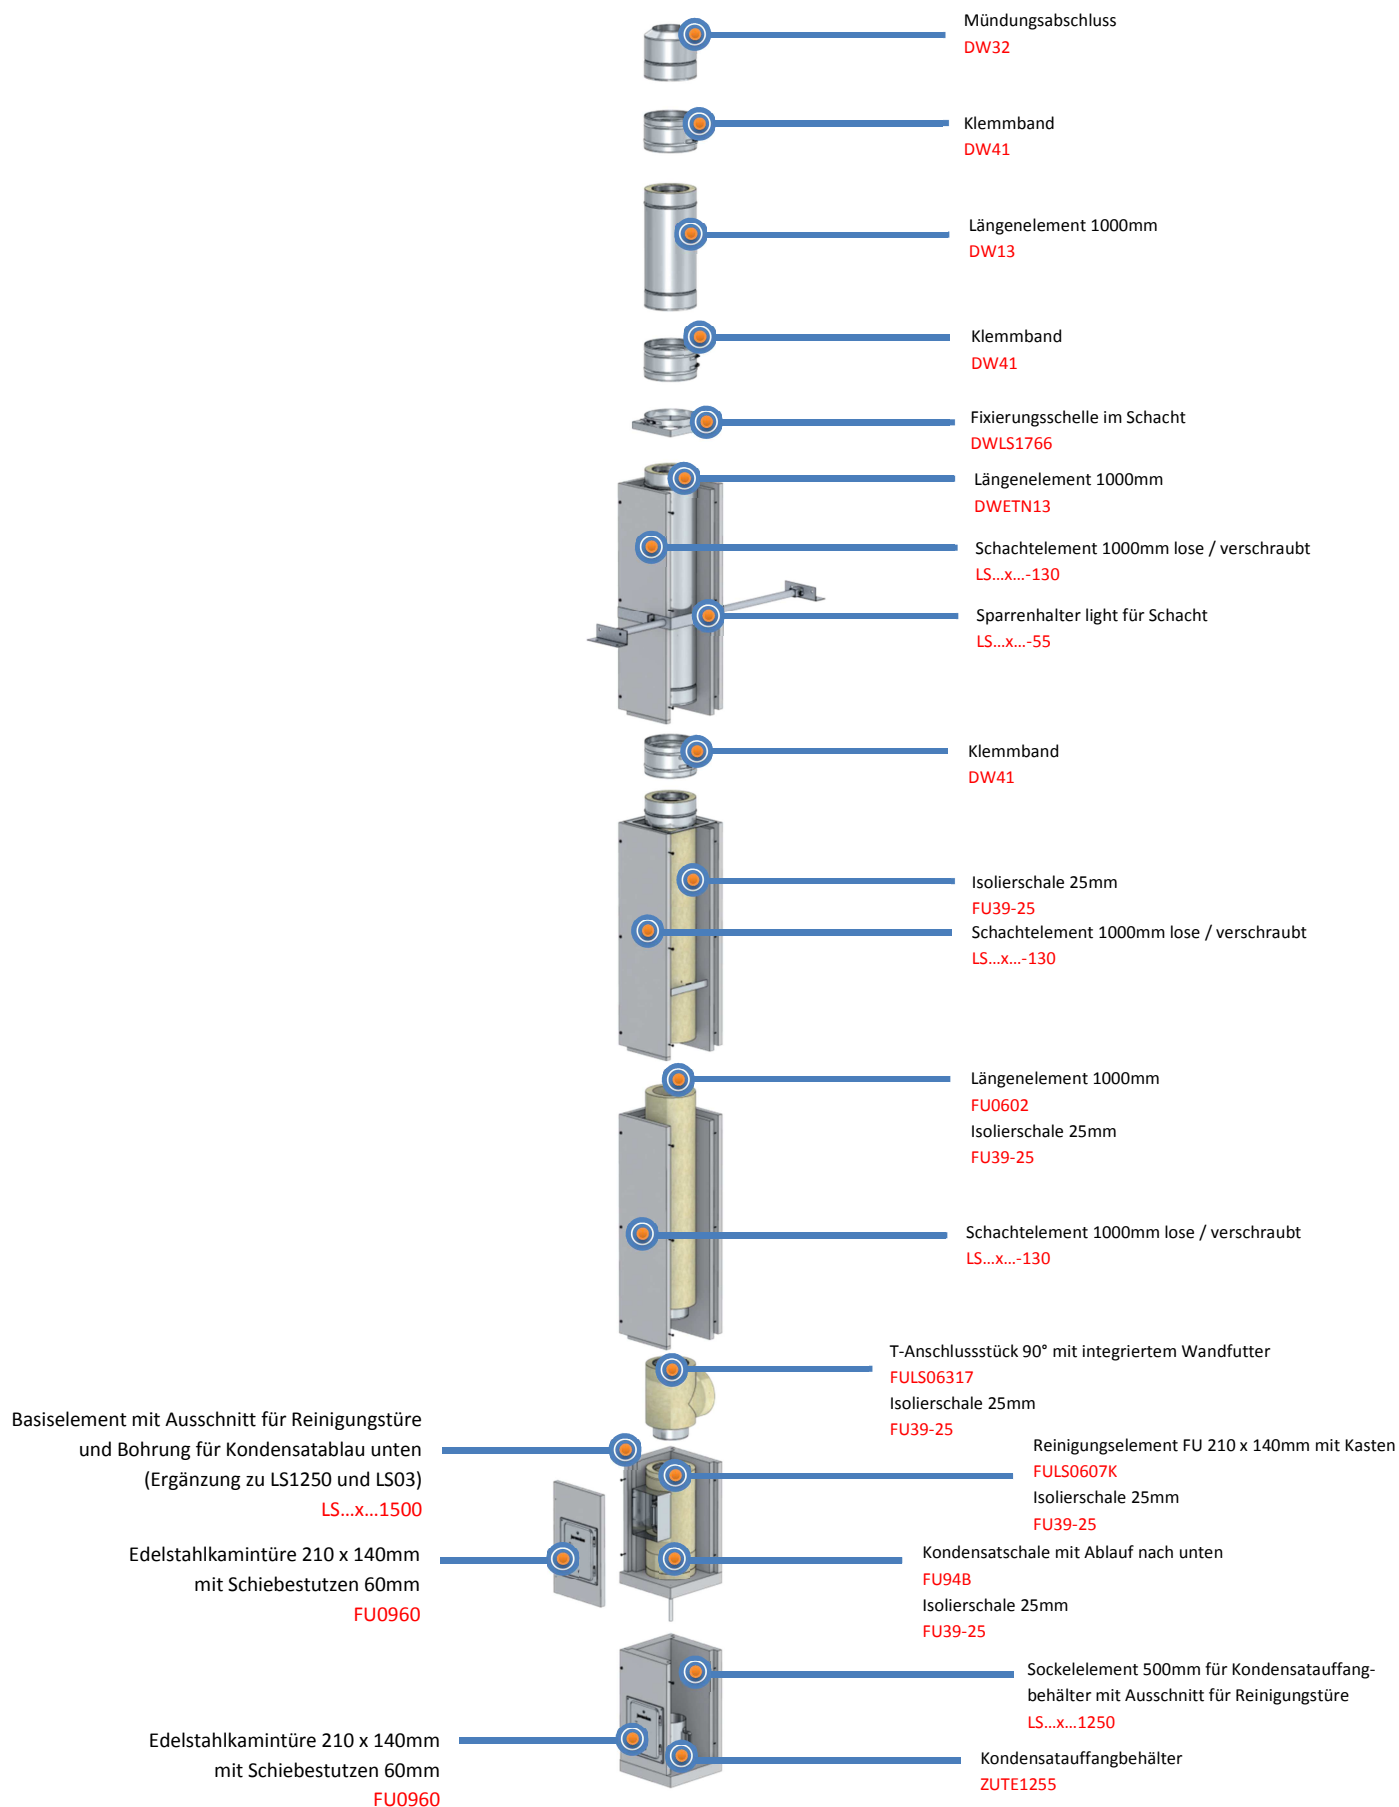 Mündungsabschluss
DW32
Klemmband
DW41
Längenelement 1000mm
DW13
Klemmband
DW41
Fixierungsschelle im Schacht
DWLS1766
Längenelement 1000mm
DWETN13
Schachtelement 1000mm lose / verschraubt
LS...x...-130
Sparrenhalter light für Schacht
LS...x...-55
Klemmband
DW41
Isolierschale 25mm
FU39-25
Schachtelement 1000mm lose / verschraubt
LS...x...-130
Längenelement 1000mm
FU0602
Isolierschale 25mm
FU39-25
Schachtelement 1000mm lose / verschraubt
LS...x...-130
T-Anschlussstück 90° mit integriertem Wandfutter
FULS06317
Isolierschale 25mm
FU39-25
Basiselement mit Ausschnitt für Reinigungstüre
und Bohrung für Kondensatablau unten
(Ergänzung zu LS1250 und LS03)
LS...x...1500
Reinigungselement FU 210 x 140mm mit Kasten
FULS0607K
Isolierschale 25mm
FU39-25
Edelstahlkamintüre 210 x 140mm
mit Schiebestutzen 60mm
FU0960
Kondensatschale mit Ablauf nach unten
FU94B
Isolierschale 25mm
FU39-25
Sockelelement 500mm für Kondensatauffang-
behälter mit Ausschnitt für Reinigungstüre
LS...x...1250
Edelstahlkamintüre 210 x 140mm
mit Schiebestutzen 60mm
FU0960
Kondensatauffangbehälter
ZUTE1255